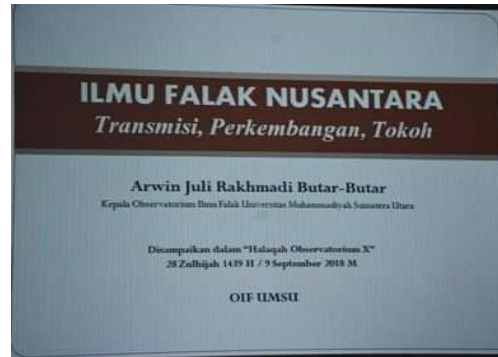 ILMU FALAK NUSANTARA
Transmisi, Perkembangan, Tokoh
Arwin Juli Rakhmadi Butar-Butar
Kepala Observatorium Ilmu Falak Universitas Muhammadiyah Sumatera Utara
Disampaikan dalam "Halaqah Observatorium X"
28 Zulhijah 1439 H / 9 September 2018 M
OIF UMSU